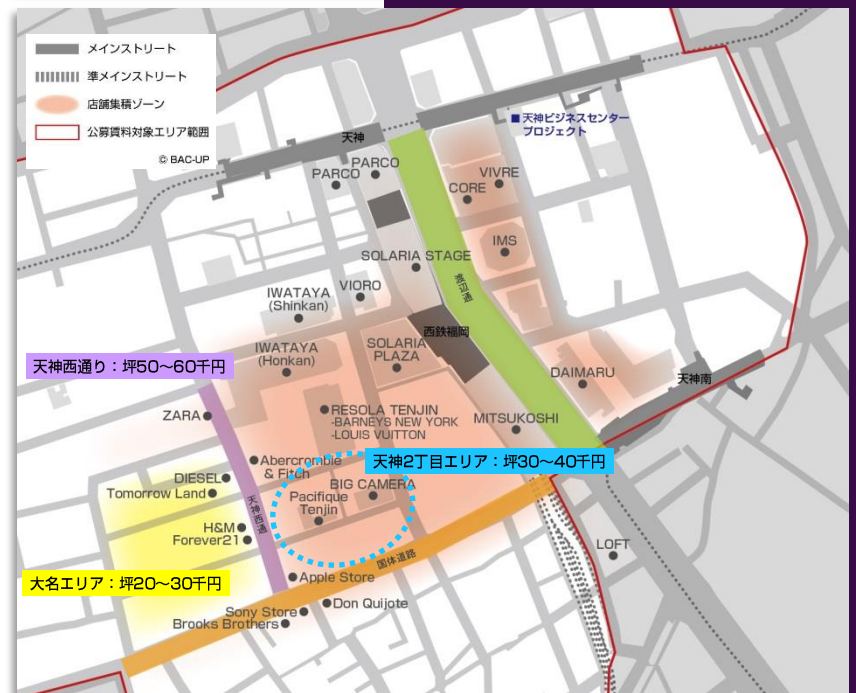 メインストリート
準メインストリート
店舗集積ゾーン
公募賃料対象エリア範囲
© BAC-UP
■ 天神ビジネスセンター
プロジェクト
天神
PARCO
PARCO
VIVRE
CORE
IMS
SOLARIA STAGE
渡辺通
VIORO
IWATAYA
(Shinkan)
西鉄福岡
SOLARIA
PLAZA
IWATAYA
(Honkan)
天神西通り：坪50～60千円
DAIMARU
天神南
ZARA
RESOLA TENJIN
-BARNEYS NEW YORK
-LOUIS VUITTON
MITSUKOSHI
天神2丁目エリア：坪30～40千円
Abercrombie
& Fitch
DIESEL
Tomorrow Land
BIG CAMERA
Pacifique
Tenjin
天神西通
H&M
Forever21
国体道路
LOFT
大名エリア：坪20～30千円
Apple Store
Sony Store
Don Quijote
Brooks Brothers